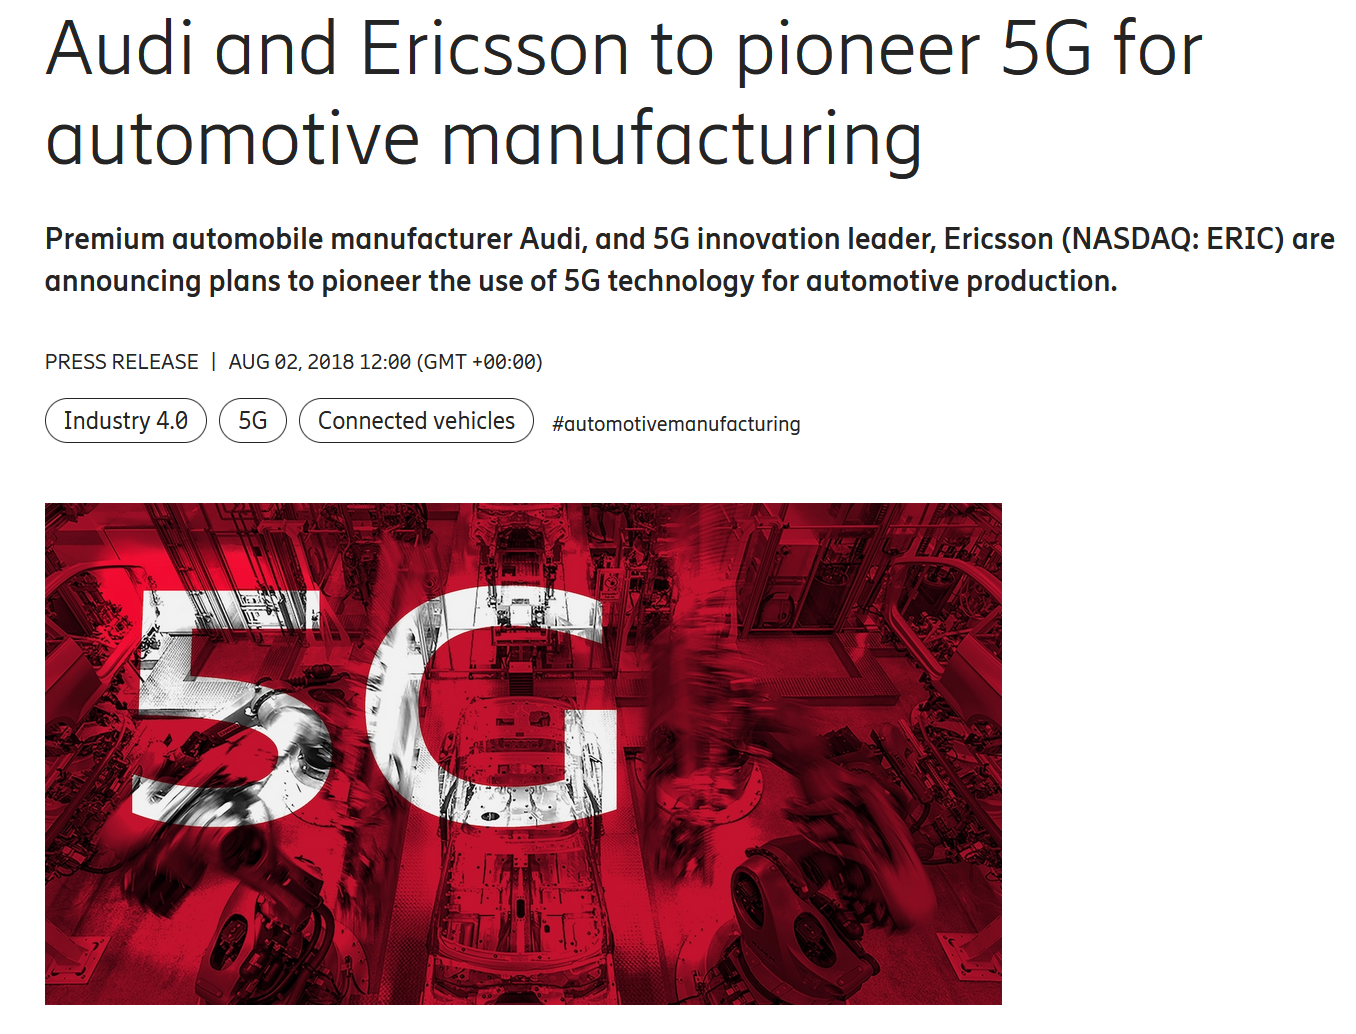 Audi and Ericsson to pioneer 5G for
automotive manufacturing
Premium automobile manufacturer Audi, and 5G innovation leader, Ericsson (NASDAQ: ERIC) are
announcing plans to pioneer the use of 5G technology for automotive production.
PRESS RELEASE | AUG 02, 2018 12:00 (GMT +00:00)
Industry 4.0 5G Connected vehicles #automotivemanufacturing
5G